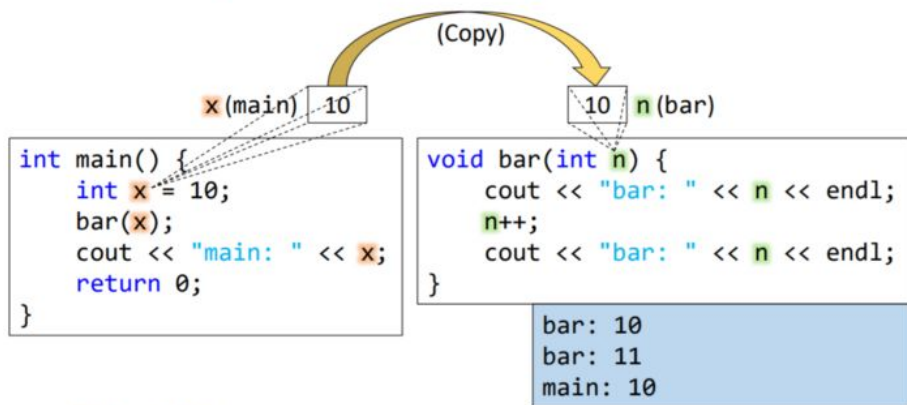 (Copy)
x (main) 10
10 n (bar)
int main() {
    int x = 10;
    bar(x);
    cout << "main: " << x;
    return 0;
}
void bar(int n) {
    cout << "bar: " << n << endl;
    n++;
    cout << "bar: " << n << endl;
}
bar: 10
bar: 11
main: 10